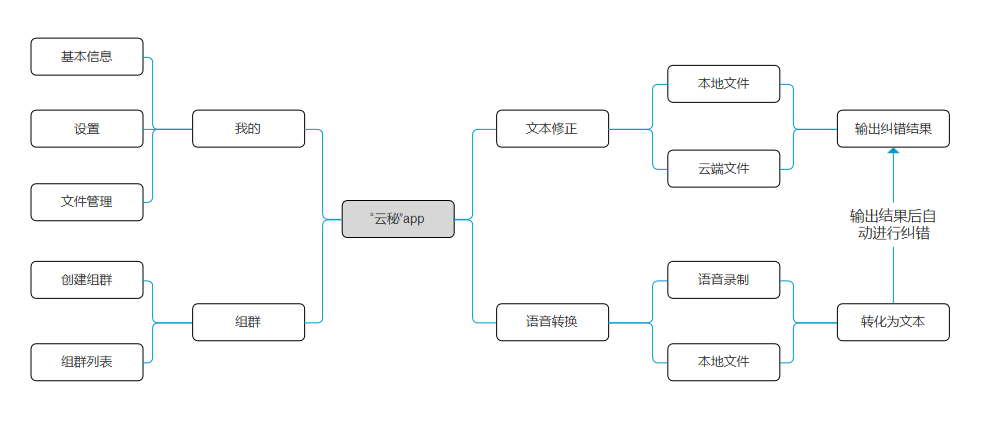 基本信息
设置
文件管理
我的
创建组群
组群列表
组群
“云秘”app
文本修正
本地文件
云端文件
输出纠错结果
输出结果后自
动进行纠错
语音转换
语音录制
本地文件
转化为文本